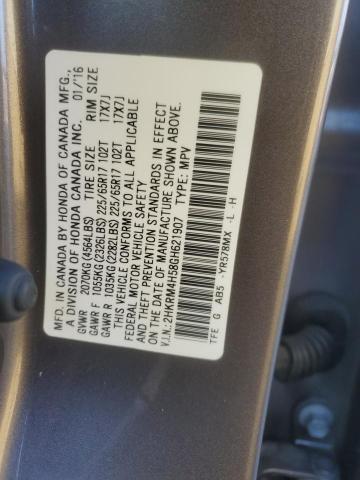 MFD. IN CANADA BY HONDA OF CANADA MFG.,
A DIVISION OF HONDA CANADA INC. 01/'16
GVWR 2070KG (4564LBS) TIRE SIZE RIM SIZE
GAWR F 1055KG (2326LBS) 225/65R17 102T 17X7J
GAWR R 1035KG (2282LBS) 225/65R17 102T 17X7J
THIS VEHICLE CONFORMS TO ALL APPLICABLE
FEDERAL MOTOR VEHICLE SAFETY
AND THEFT PREVENTION STANDARDS IN EFFECT
ON THE DATE OF MANUFACTURE SHOWN ABOVE.
V.I.N.: 2HKRM4H58GH621907 TYPE: MPV
TFE G AB5 -YR578MX -L -H